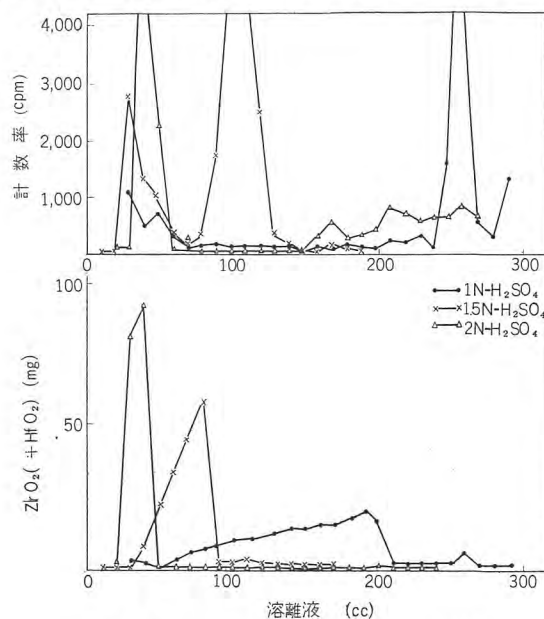 計数率 (cpm)
4,000
3,000
2,000
1,000
0
100
200
300
ZrO₂(+HfO₂) (mg)
100
50
0
100
200
300
1N-H₂SO₄
1.5N-H₂SO₄
2N-H₂SO₄
溶離液 (cc)